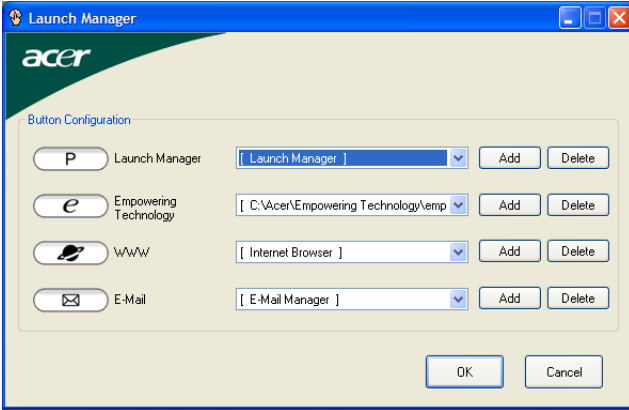 Launch Manager
acer
Button Configuration
P Launch Manager [ Launch Manager ] Add Delete
e Empowering Technology [ C:\Acer\Empowering Technology\emp Add Delete
WWW [ Internet Browser ] Add Delete
E-Mail [ E-Mail Manager ] Add Delete
OK Cancel